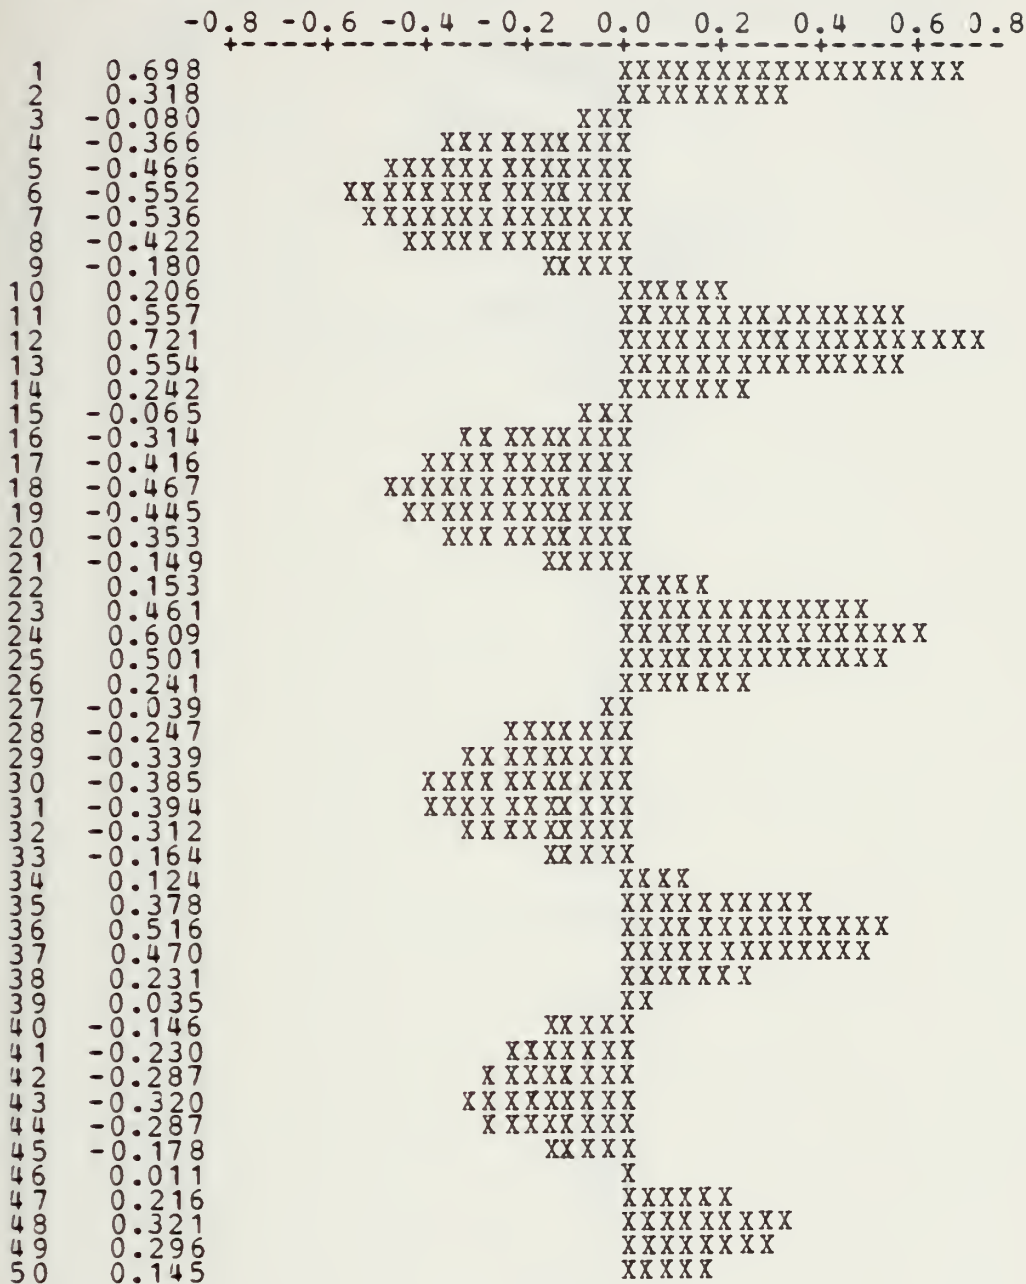 -0.8 -0.6 -0.4 -0.2 0.0 0.2 0.4 0.6 0.8
+----+----+----+----+----+----+----+----+
1 0.698 XXXXXXXXXXXXXXXXXX
2 0.318 XXXXXXXXX
3 -0.080 XXX
4 -0.366 XXXXXXXXXX
5 -0.466 XXXXXXXXXXXXX
6 -0.552 XXXXXXXXXXXXXXX
7 -0.536 XXXXXXXXXXXXXX
8 -0.422 XXXXXXXXXXXX
9 -0.180 XXXXX
10 0.206 XXXXXX
11 0.557 XXXXXXXXXXXXXXX
12 0.721 XXXXXXXXXXXXXXXXXXX
13 0.554 XXXXXXXXXXXXXXX
14 0.242 XXXXXXX
15 -0.065 XXX
16 -0.314 XXXXXXXXX
17 -0.416 XXXXXXXXXXX
18 -0.467 XXXXXXXXXXXXX
19 -0.445 XXXXXXXXXXXX
20 -0.353 XXXXXXXXXX
21 -0.149 XXXXX
22 0.153 XXXXX
23 0.461 XXXXXXXXXXXXX
24 0.609 XXXXXXXXXXXXXXXX
25 0.501 XXXXXXXXXXXXXX
26 0.241 XXXXXXX
27 -0.039 XX
28 -0.247 XXXXXXX
29 -0.339 XXXXXXXXX
30 -0.385 XXXXXXXXXXX
31 -0.394 XXXXXXXXXXX
32 -0.312 XXXXXXXXX
33 -0.164 XXXXX
34 0.124 XXXX
35 0.378 XXXXXXXXXX
36 0.516 XXXXXXXXXXXXXX
37 0.470 XXXXXXXXXXXXX
38 0.231 XXXXXXX
39 0.035 XX
40 -0.146 XXXXX
41 -0.230 XXXXXXX
42 -0.287 XXXXXXXX
43 -0.320 XXXXXXXXX
44 -0.287 XXXXXXXX
45 -0.178 XXXXX
46 0.011 X
47 0.216 XXXXXX
48 0.321 XXXXXXXXX
49 0.296 XXXXXXXX
50 0.145 XXXXX